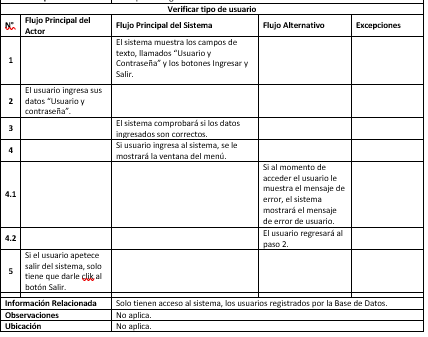 Verificar tipo de usuario
N°
Flujo Principal del
Actor
Flujo Principal del Sistema
Flujo Alternativo
Excepciones
1
El sistema muestra los campos de
texto, llamados "Usuario y
Contraseña" y los botones Ingresar y
Salir.
2
El usuario ingresa sus
datos "Usuario y
contraseña".
3
El sistema comprobará si los datos
ingresados son correctos.
4
Si usuario ingresa al sistema, se le
mostrará la ventana del menú.
4.1
Si al momento de
acceder el usuario le
muestra el mensaje de
error, el sistema
mostrará el mensaje
de error de usuario.
4.2
El usuario regresará al
paso 2.
5
Si el usuario apetece
salir del sistema, solo
tiene que darle clik al
botón Salir.
Información Relacionada
Solo tienen acceso al sistema, los usuarios registrados por la Base de Datos.
Observaciones
No aplica.
Ubicación
No aplica.